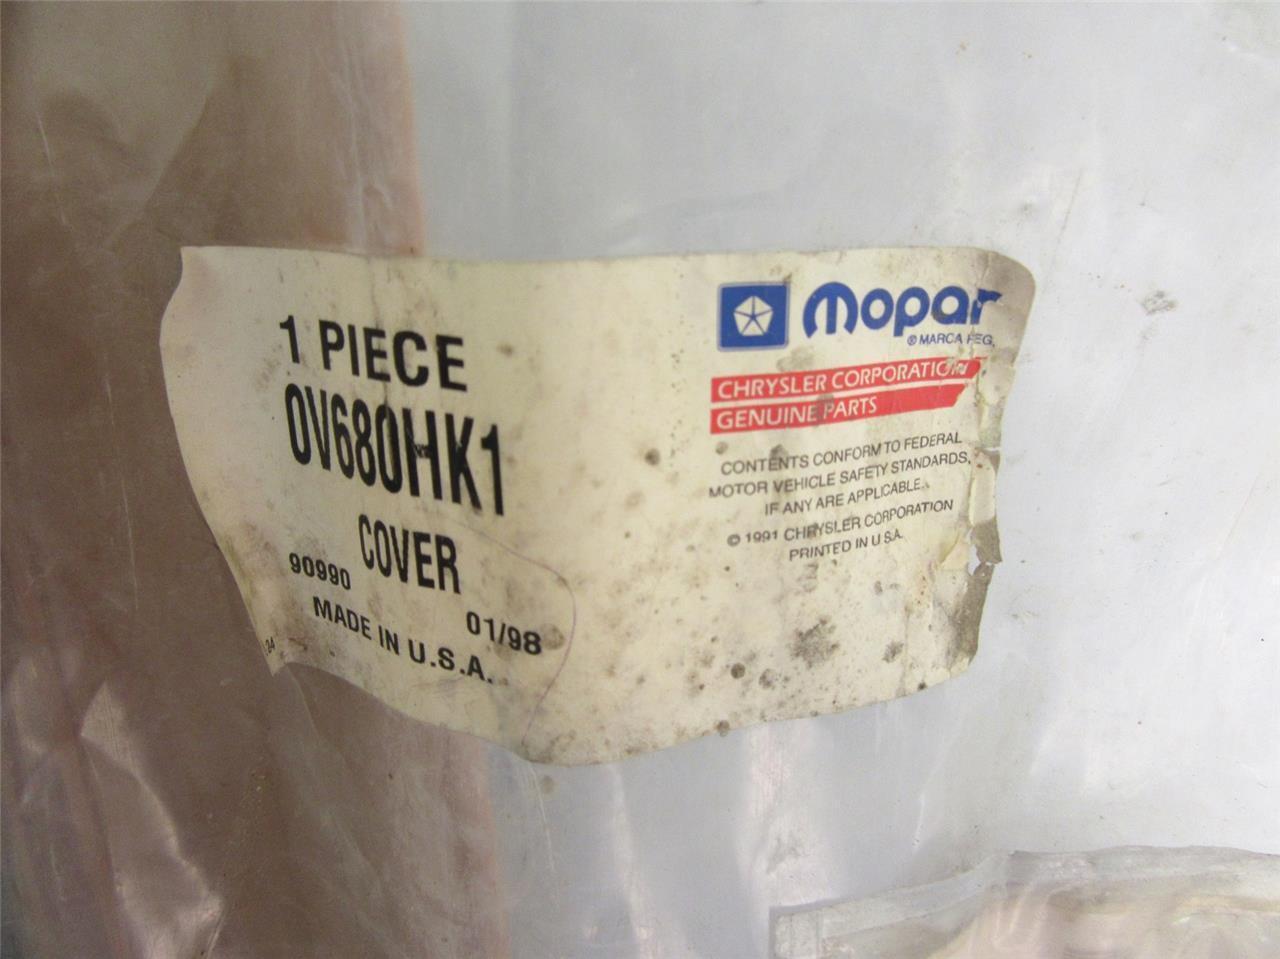 1 PIECE
0V680HK1
COVER
90990
01/98
MADE IN U.S.A.
24
mopar
® MARCA REG.
CHRYSLER CORPORATION
GENUINE PARTS
CONTENTS CONFORM TO FEDERAL
MOTOR VEHICLE SAFETY STANDARDS,
IF ANY ARE APPLICABLE.
© 1991 CHRYSLER CORPORATION
PRINTED IN U.S.A.